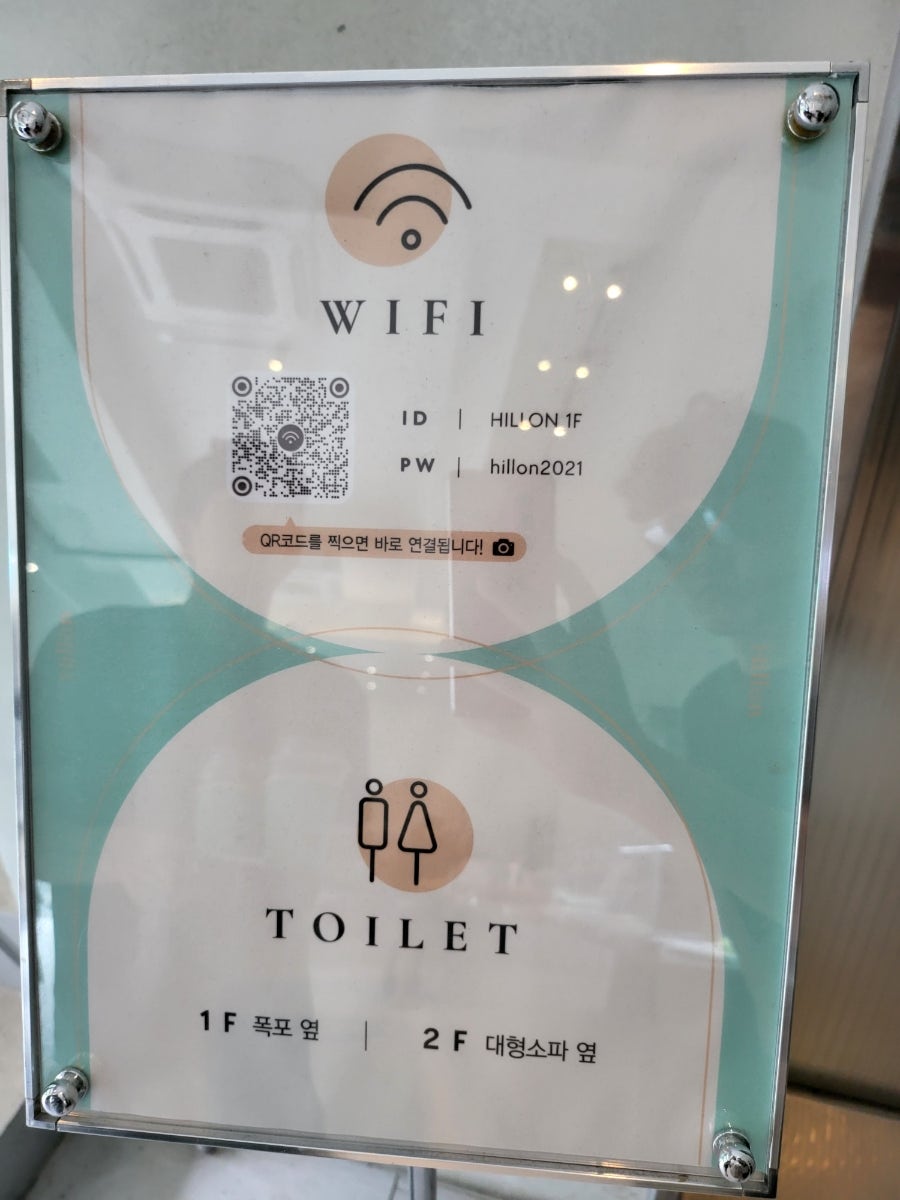 WIFI
ID | HILLON 1F
PW | hillon2021
QR코드를 찍으면 바로 연결됩니다!
TOILET
1F 폭포 옆 | 2F 대형소파 옆